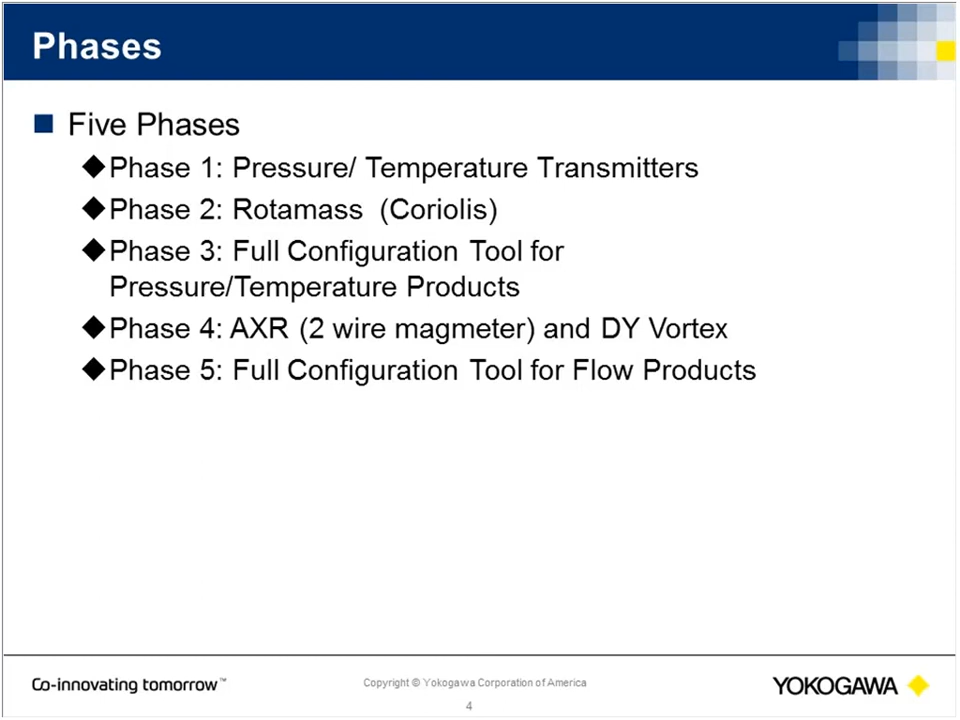 Phases
Five Phases
Phase 1: Pressure/ Temperature Transmitters
Phase 2: Rotamass (Coriolis)
Phase 3: Full Configuration Tool for
Pressure/Temperature Products
Phase 4: AXR (2 wire magmeter) and DY Vortex
Phase 5: Full Configuration Tool for Flow Products
Co-innovating tomorrow™
Copyright © Yokogawa Corporation of America
YOKOGAWA
4